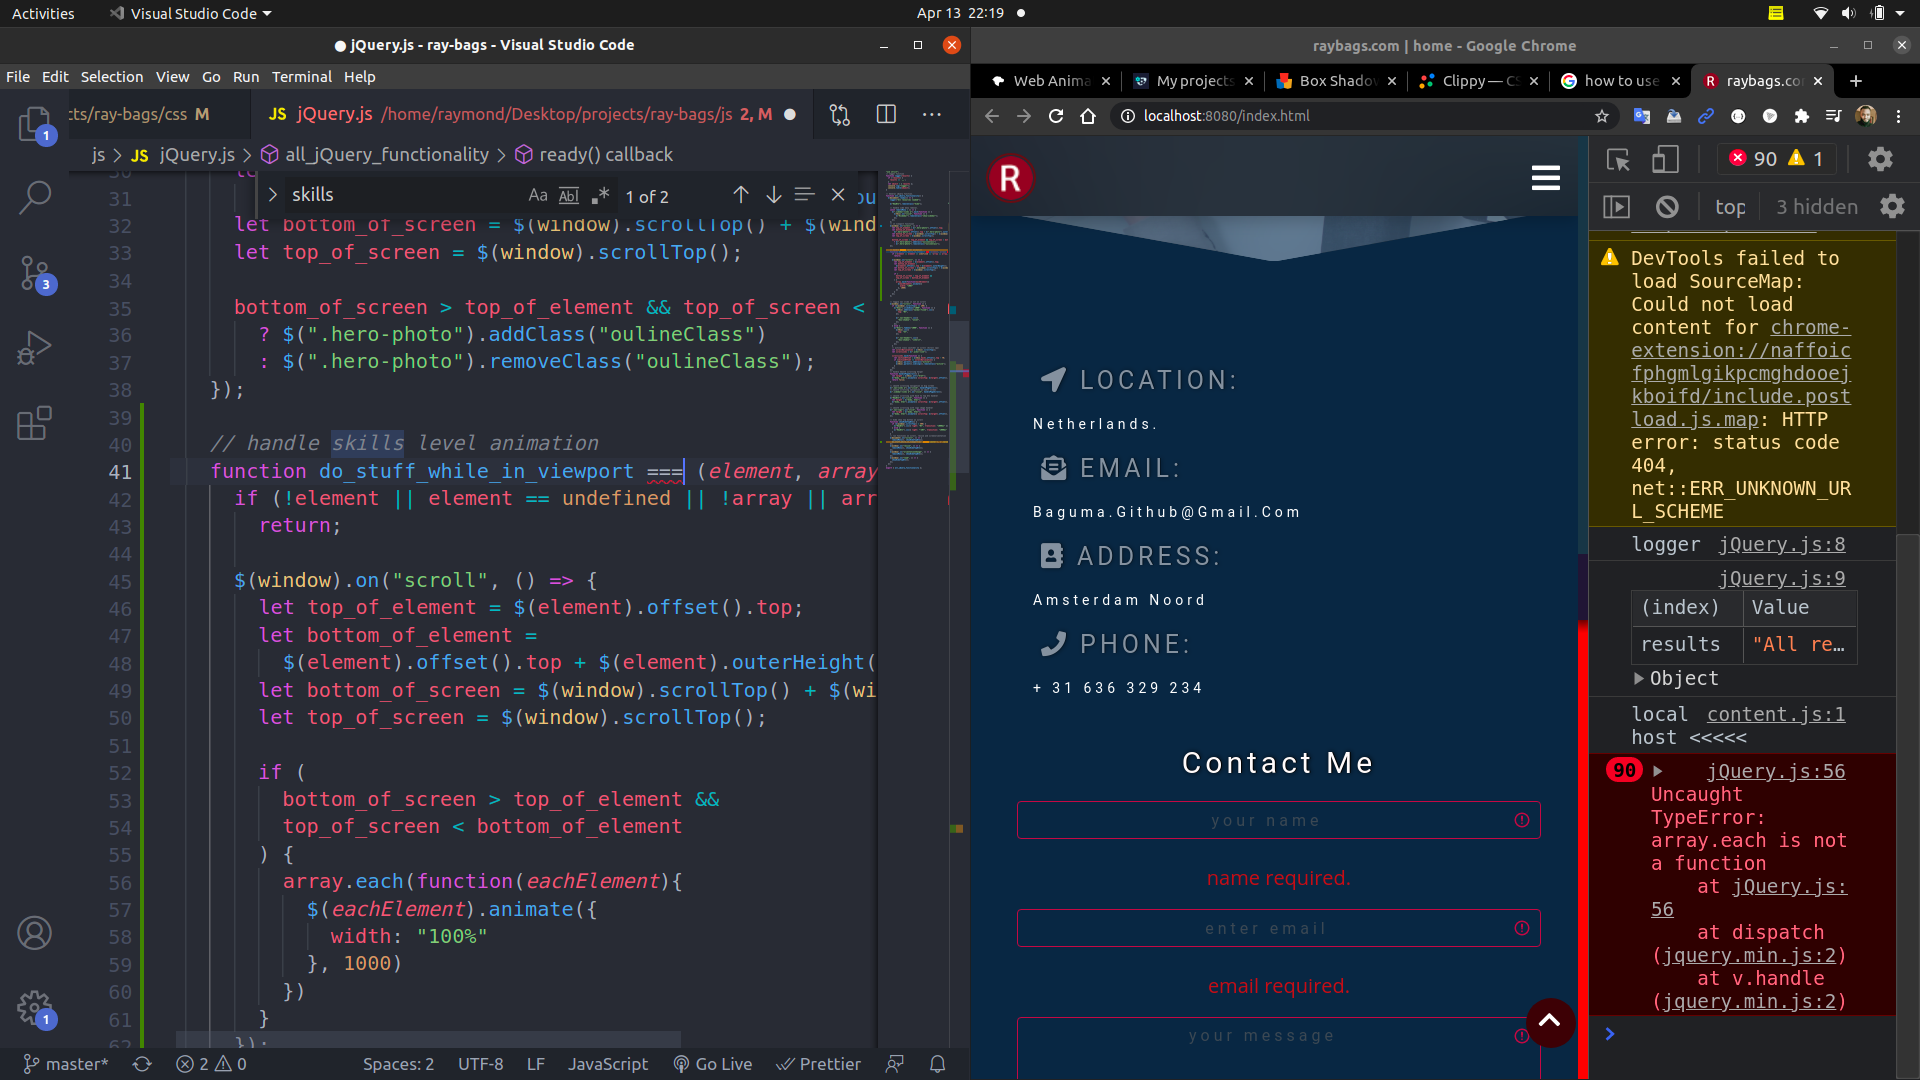 Activities
Visual Studio Code
Apr 13 22:19
● jQuery.js - ray-bags - Visual Studio Code
File Edit Selection View Go Run Terminal Help
cts/ray-bags/css M
JS jQuery.js /home/raymond/Desktop/projects/ray-bags/js 2, M
js > JS jQuery.js > all_jQuery_functionality > ready() callback
skills
Aa Abl .* 1 of 2
31
32 let bottom_of_screen = $(window).scrollTop() + $(wind
33 let top_of_screen = $(window).scrollTop();
34
35 bottom_of_screen > top_of_element && top_of_screen <
36 ? $(".hero-photo").addClass("oulineClass")
37 : $(".hero-photo").removeClass("oulineClass");
38 });
39
40 // handle skills level animation
41 function do_stuff_while_in_viewport === (element, array
42 if (!element || element == undefined || !array || arr
43 return;
44
45 $(window).on("scroll", () => {
46 let top_of_element = $(element).offset().top;
47 let bottom_of_element =
48 $(element).offset().top + $(element).outerHeight(
49 let bottom_of_screen = $(window).scrollTop() + $(wi
50 let top_of_screen = $(window).scrollTop();
51
52 if (
53 bottom_of_screen > top_of_element &&
54 top_of_screen < bottom_of_element
55 ) {
56 array.each(function(eachElement){
57 $(eachElement).animate({
58 width: "100%"
59 }, 1000)
60 })
61 }
62 });
1
3
1
master*
2 0
Spaces: 2
UTF-8
LF
JavaScript
Go Live
Prettier
raybags.com | home - Google Chrome
Web Anima
My projects
Box Shadow
Clippy — CS
how to use
raybags.co
localhost:8080/index.html
R
LOCATION:
Netherlands.
EMAIL:
Baguma.Github@Gmail.Com
ADDRESS:
Amsterdam Noord
PHONE:
+ 31 636 329 234
Contact Me
your name
name required.
enter email
email required.
your message
90 1
top
3 hidden
DevTools failed to
load SourceMap:
Could not load
content for chrome-
extension://naffoic
fphgmlgikpcmghdooej
kboifd/include.post
load.js.map: HTTP
error: status code
404,
net::ERR_UNKNOWN_UR
L_SCHEME
logger jQuery.js:8
jQuery.js:9
(index) Value
results "All re…
Object
local content.js:1
host <<<<<
90 jQuery.js:56
Uncaught
TypeError:
array.each is not
a function
at jQuery.js:
56
at dispatch
(jquery.min.js:2)
at v.handle
(jquery.min.js:2)